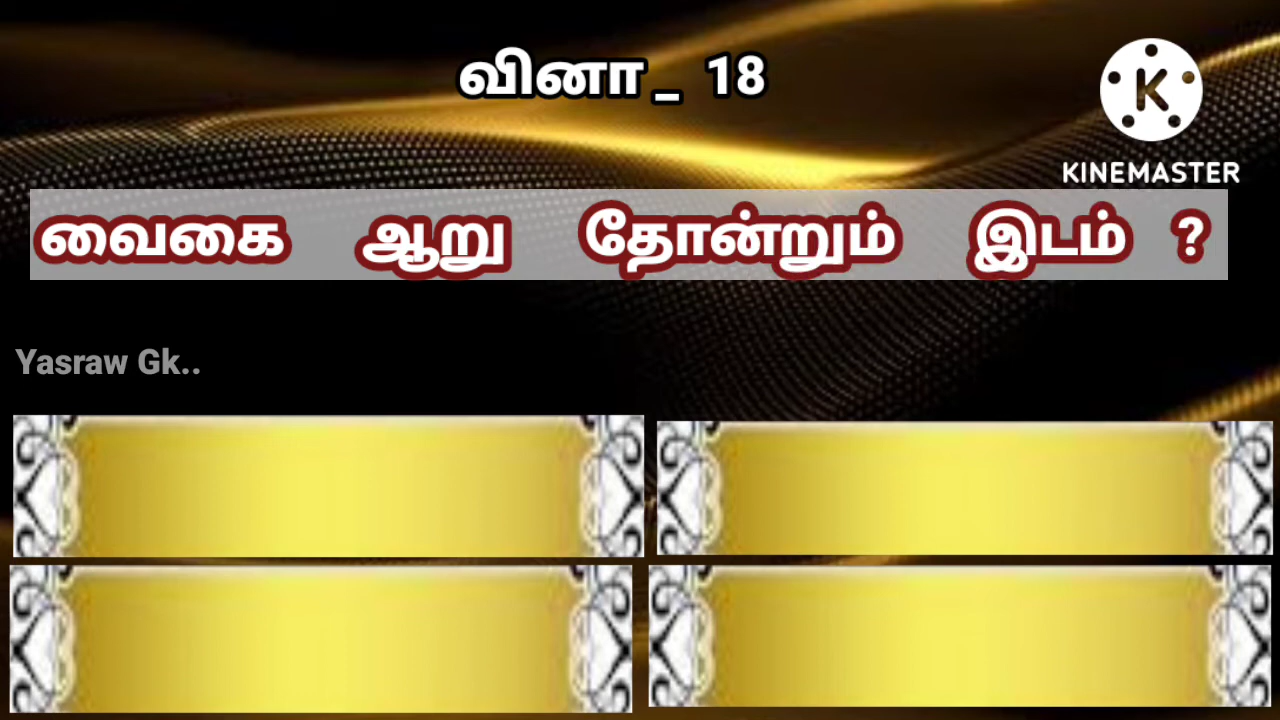 வினா _ 18
KINEMASTER
வைகை ஆறு தோன்றும் இடம் ?
Yasraw Gk..